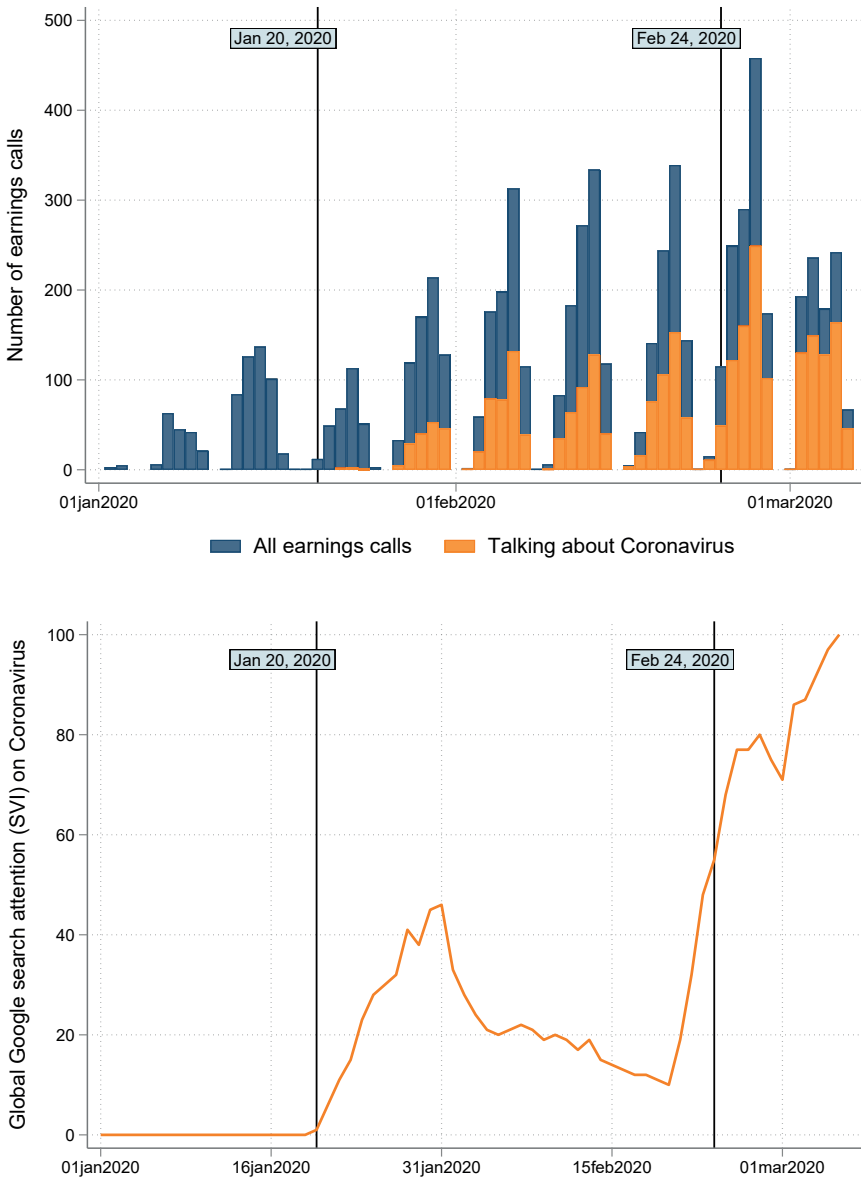 500
Jan 20, 2020
Feb 24, 2020
400
300
200
100
0
Number of earnings calls
01jan2020
01feb2020
01mar2020
All earnings calls
Talking about Coronavirus
100
Jan 20, 2020
Feb 24, 2020
80
60
40
20
0
Global Google search attention (SVI) on Coronavirus
01jan2020
16jan2020
31jan2020
15feb2020
01mar2020